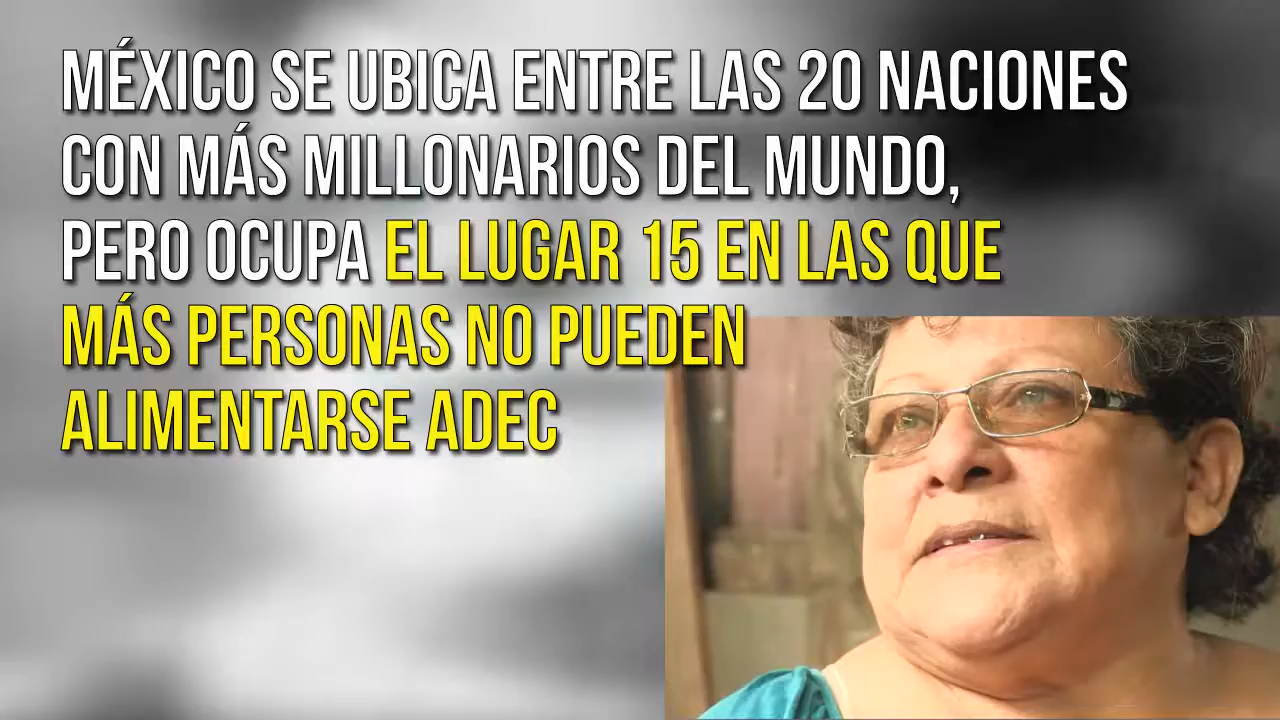 MÉXICO SE UBICA ENTRE LAS 20 NACIONES
CON MÁS MILLONARIOS DEL MUNDO,
PERO OCUPA EL LUGAR 15 EN LAS QUE
MÁS PERSONAS NO PUEDEN
ALIMENTARSE ADEC